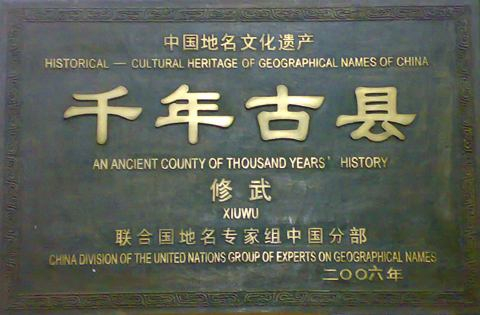 中国地名文化遗产
HISTORICAL — CULTURAL HERITAGE OF GEOGRAPHICAL NAMES OF CHINA
千年古县
AN ANCIENT COUNTY OF THOUSAND YEARS' HISTORY
修武
XIUWU
联合国地名专家组中国分部
CHINA DIVISION OF THE UNITED NATIONS GROUP OF EXPERTS ON GEOGRAPHICAL NAMES
二〇〇六年